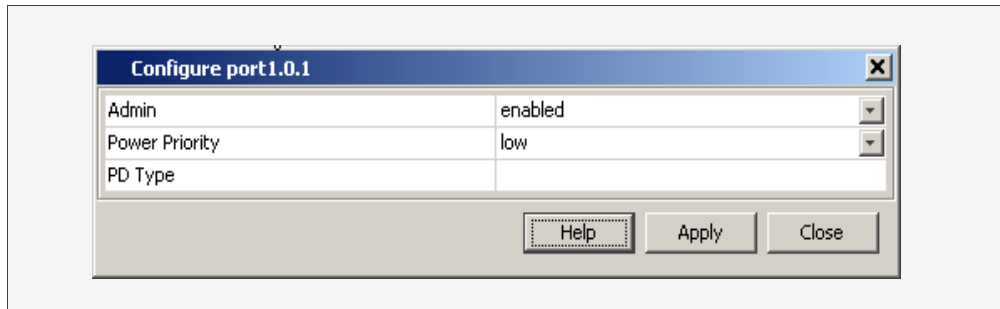 Configure port1.0.1
Admin enabled
Power Priority low
PD Type
Help Apply Close